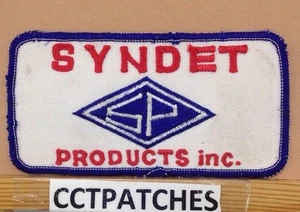 SYNDET
SP
PRODUCTS inc.
CCTPATCHES